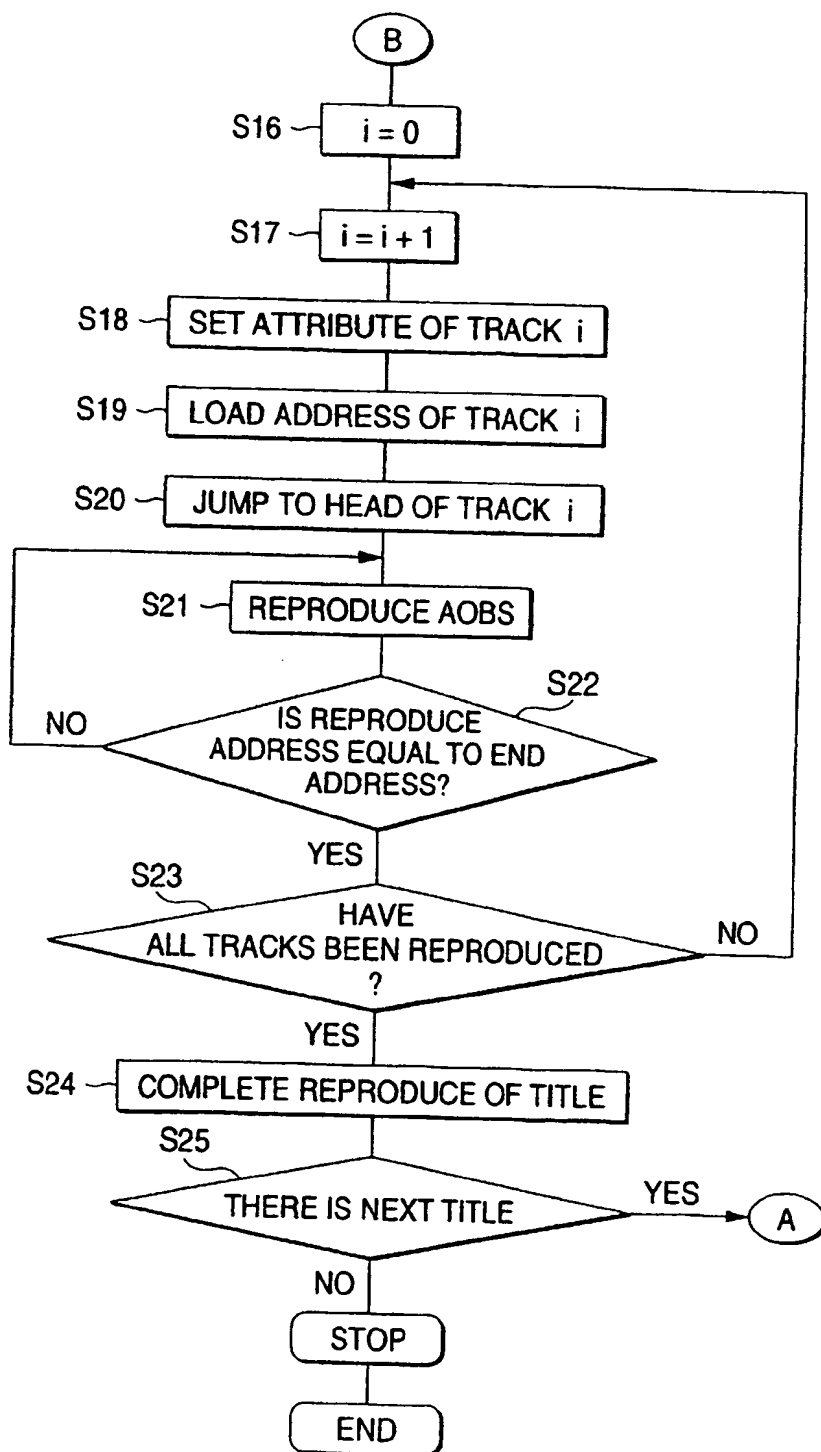 B
S16
i = 0
S17
i = i + 1
S18
SET ATTRIBUTE OF TRACK i
S19
LOAD ADDRESS OF TRACK i
S20
JUMP TO HEAD OF TRACK i
S21
REPRODUCE AOBS
S22
NO
IS REPRODUCE
ADDRESS EQUAL TO END
ADDRESS?
YES
S23
HAVE
ALL TRACKS BEEN REPRODUCED
?
NO
YES
S24
COMPLETE REPRODUCE OF TITLE
S25
THERE IS NEXT TITLE
YES
A
NO
STOP
END